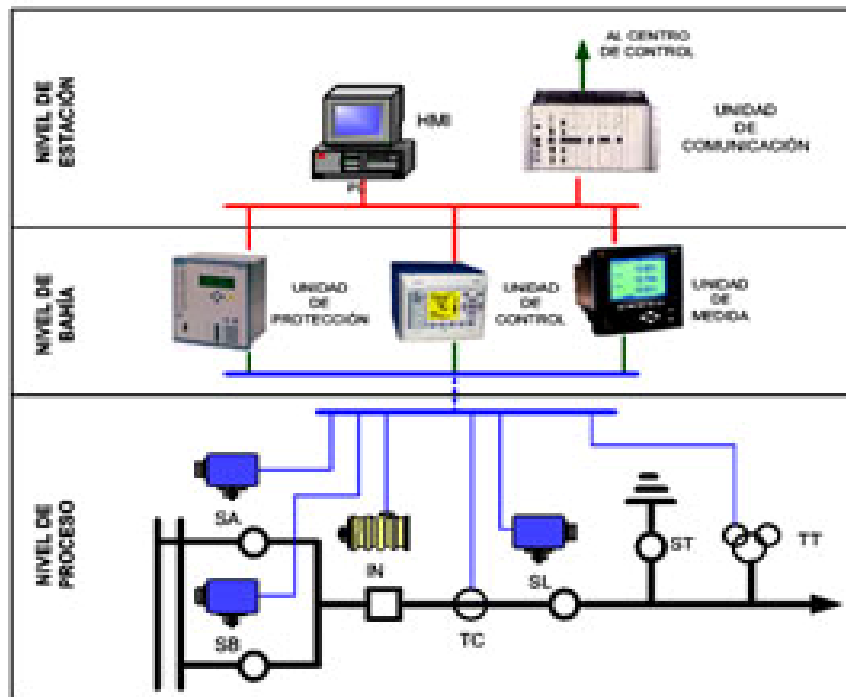 NIVEL DE
ESTACIÓN
AL CENTRO
DE CONTROL
HMI
UNIDAD
DE
COMUNICACIÓN
NIVEL DE
BAHÍA
UNIDAD
DE
PROTECCIÓN
UNIDAD
DE
CONTROL
UNIDAD
DE
MEDIDA
NIVEL DE
PROCESO
SA
SB
IN
TC
SL
ST
TT